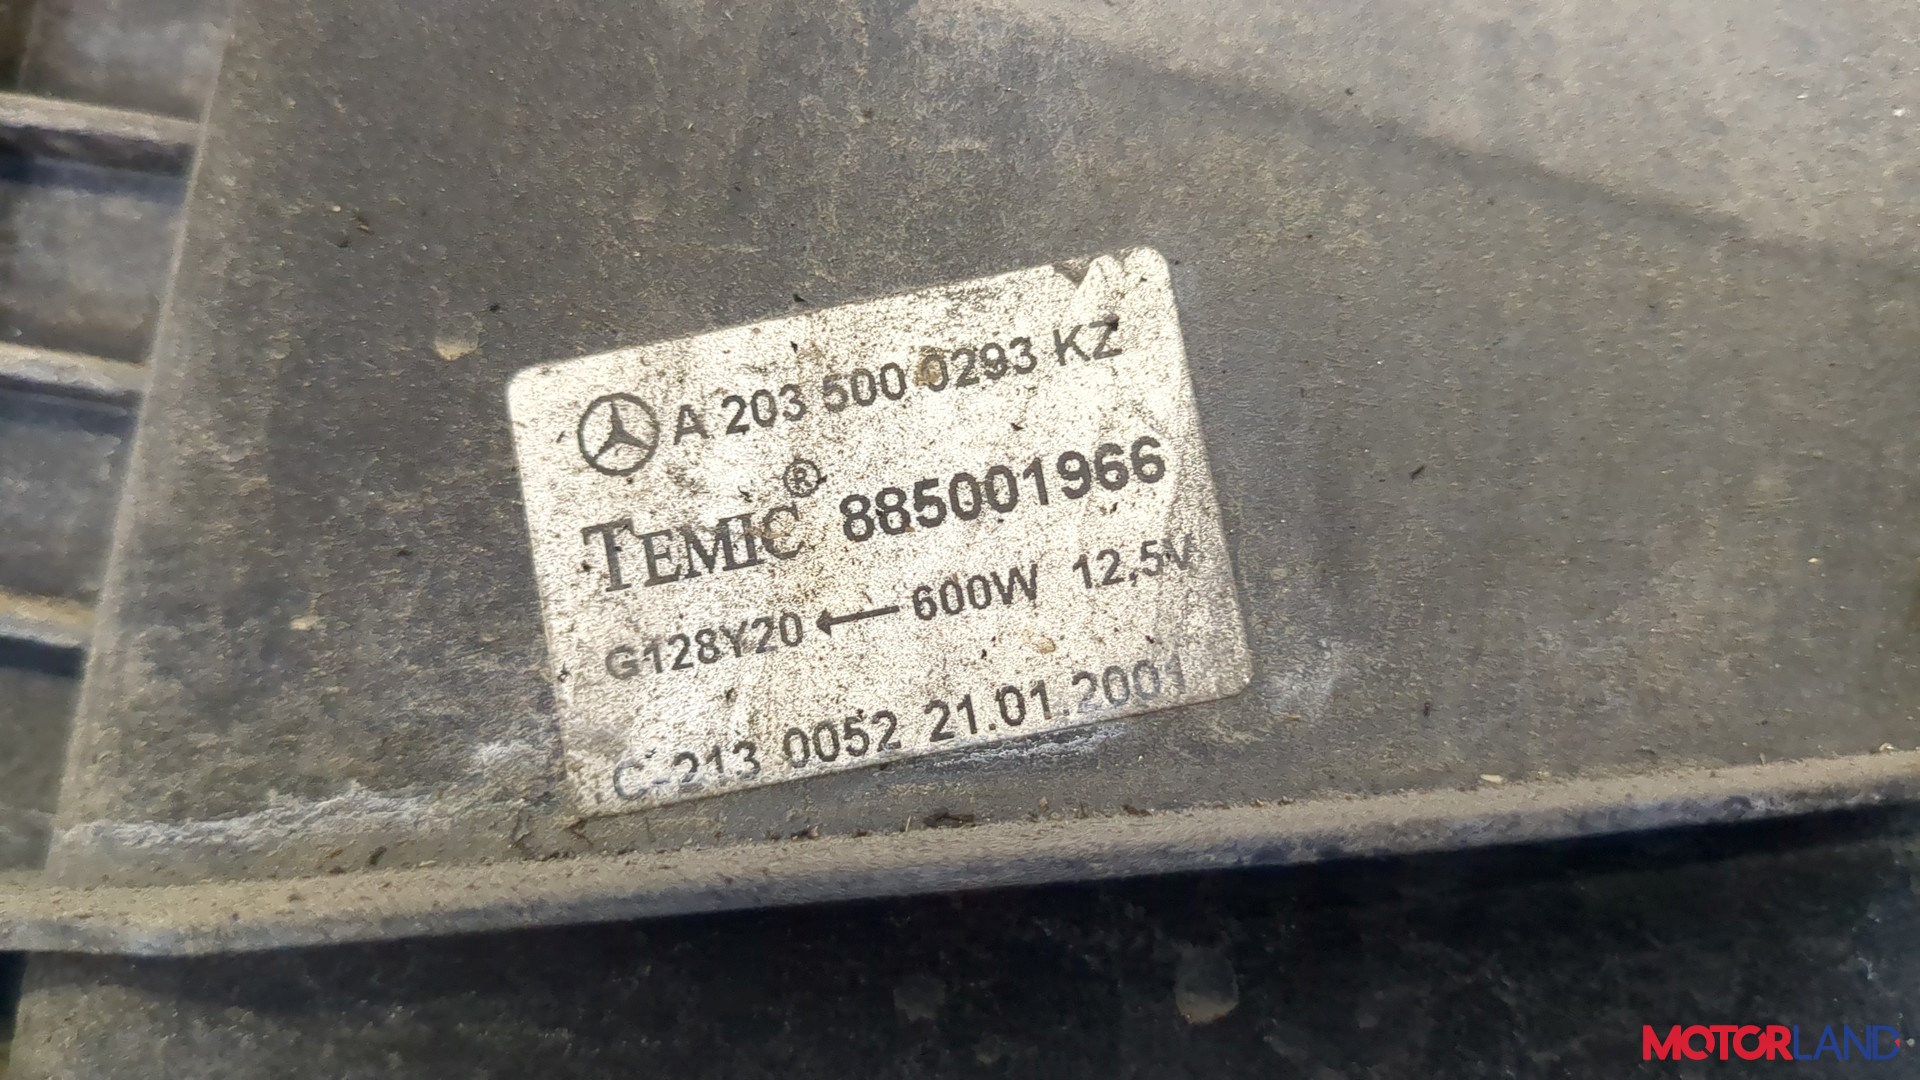 A 203 500 0293 KZ
TEMIC® 885001966
G128Y20 ← 600W 12,5V
C-213 0052 21.01.2001
MOTORLAND